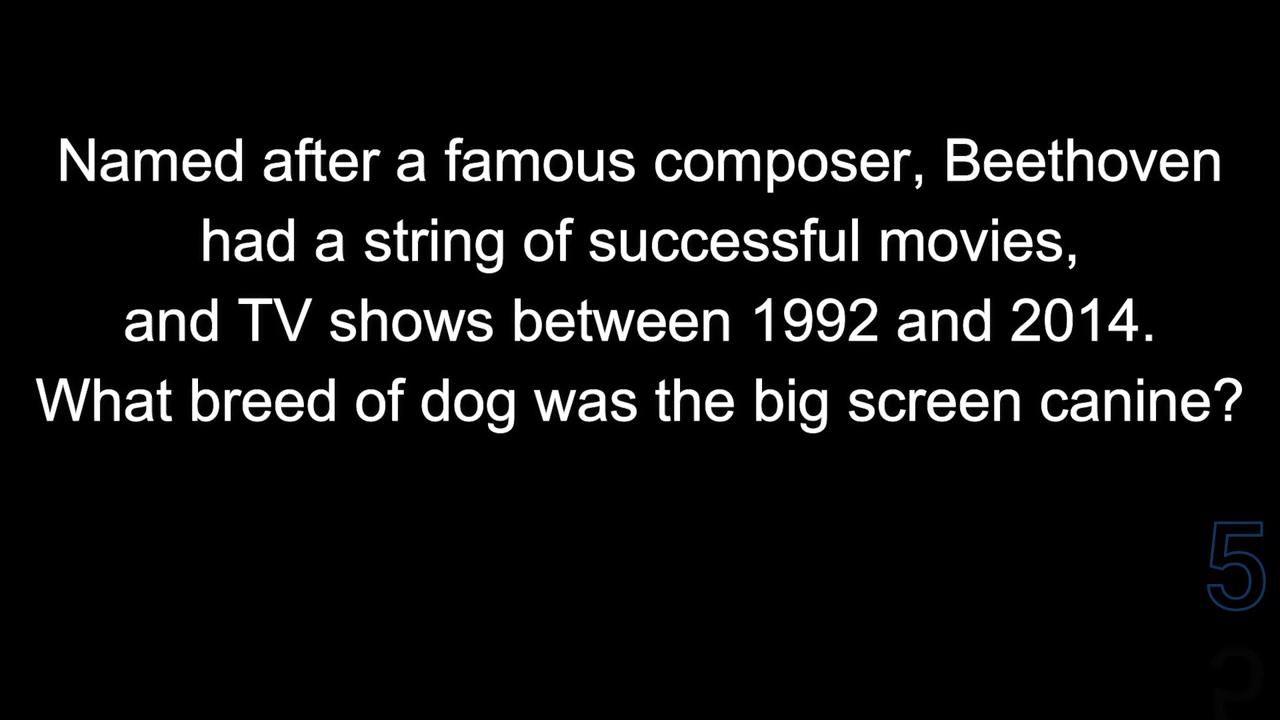 Named after a famous composer, Beethoven
had a string of successful movies,
and TV shows between 1992 and 2014.
What breed of dog was the big screen canine?
5